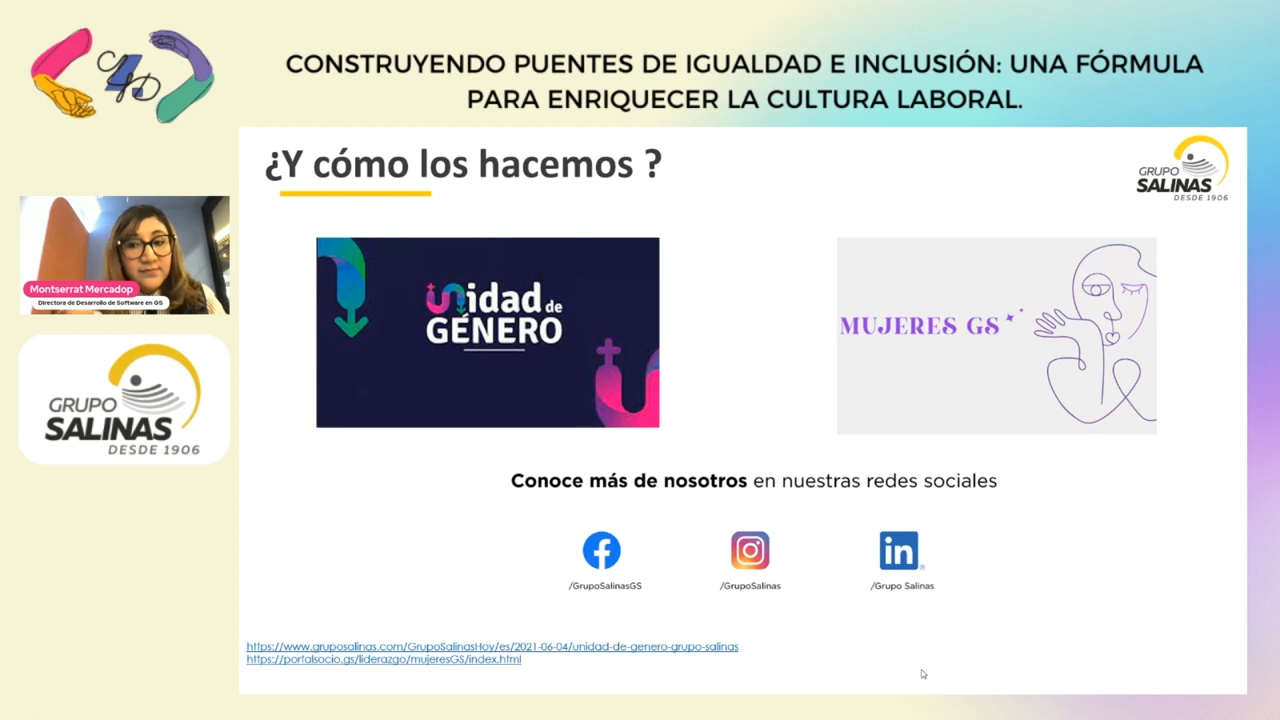 CONSTRUYENDO PUENTES DE IGUALDAD E INCLUSIÓN: UNA FÓRMULA
PARA ENRIQUECER LA CULTURA LABORAL.
¿Y cómo los hacemos ?
GRUPO
SALINAS
DESDE 1906
Montserrat Mercadop
Directora de Desarrollo de Software en GS
GRUPO
SALINAS
DESDE 1906
Unidad de
GÉNERO
MUJERES GS
Conoce más de nosotros en nuestras redes sociales
/GrupoSalinasGS
/GrupoSalinas
/Grupo Salinas
https://www.gruposalinas.com/GrupoSalinasHoy/es/2021-06-04/unidad-de-genero-grupo-salinas
https://portalsocio.gs/liderazgo/mujeresGS/index.html